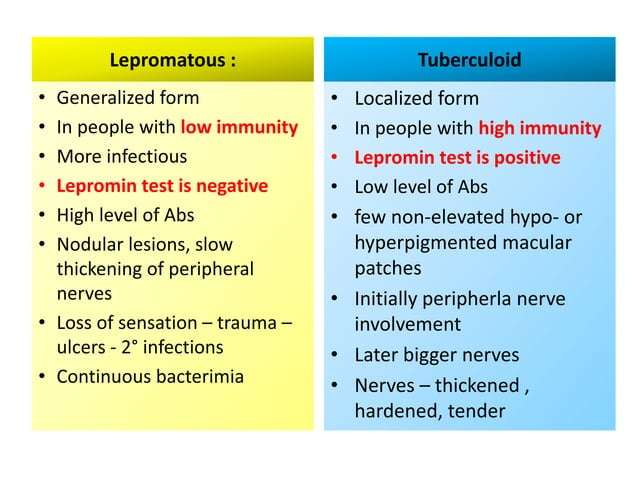 Lepromatous :
• Generalized form
• In people with low immunity
• More infectious
• Lepromin test is negative
• High level of Abs
• Nodular lesions, slow
thickening of peripheral
nerves
• Loss of sensation – trauma –
ulcers - 2° infections
• Continuous bacterimia
Tuberculoid
• Localized form
• In people with high immunity
• Lepromin test is positive
• Low level of Abs
• few non-elevated hypo- or
hyperpigmented macular
patches
• Initially peripherla nerve
involvement
• Later bigger nerves
• Nerves – thickened ,
hardened, tender